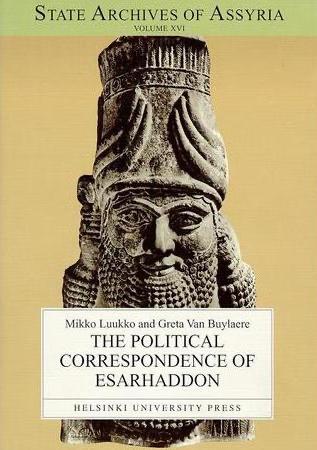 STATE ARCHIVES OF ASSYRIA
VOLUME XVI
Mikko Luukko and Greta Van Buylaere
THE POLITICAL
CORRESPONDENCE OF
ESARHADDON
HELSINKI UNIVERSITY PRESS